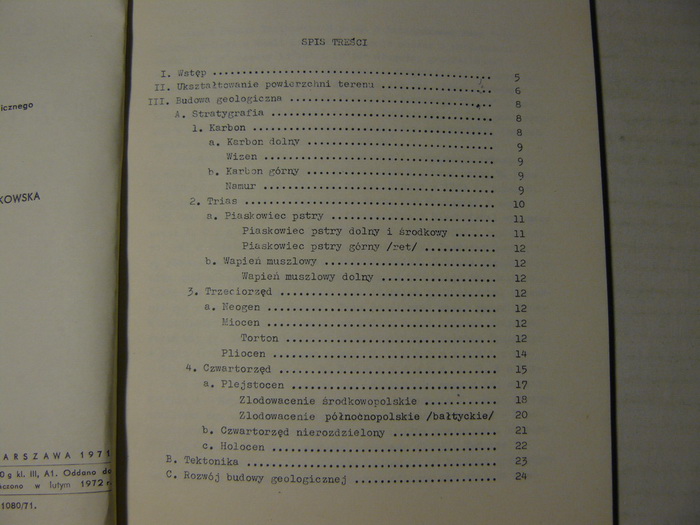 icznego
KOWSKA
ARSZAWA 1971
0 g kl. III, A1. Oddano do
czono w lutym 1972 r.
1080/71.
SPIS TREŚCI
I. Wstęp 5
II. Ukształtowanie powierzchni terenu 6
III. Budowa geologiczna 8
A. Stratygrafia 8
1. Karbon 8
a. Karbon dolny 9
Wizen 9
b. Karbon górny 9
Namur 9
2. Trias 10
a. Piaskowiec pstry 11
Piaskowiec pstry dolny i środkowy 11
Piaskowiec pstry górny /ret/ 12
b. Wapień muszlowy 12
Wapień muszlowy dolny 12
3. Trzeciorzęd 12
a. Neogen 12
Miocen 12
Torton 12
Pliocen 14
4. Czwartorzęd 15
a. Plejstocen 17
Zlodowacenie środkowopolskie 18
Zlodowacenie północnopolskie /bałtyckie/ 20
b. Czwartorzęd nierozdzielony 21
c. Holocen 22
B. Tektonika 23
C. Rozwój budowy geologicznej 24